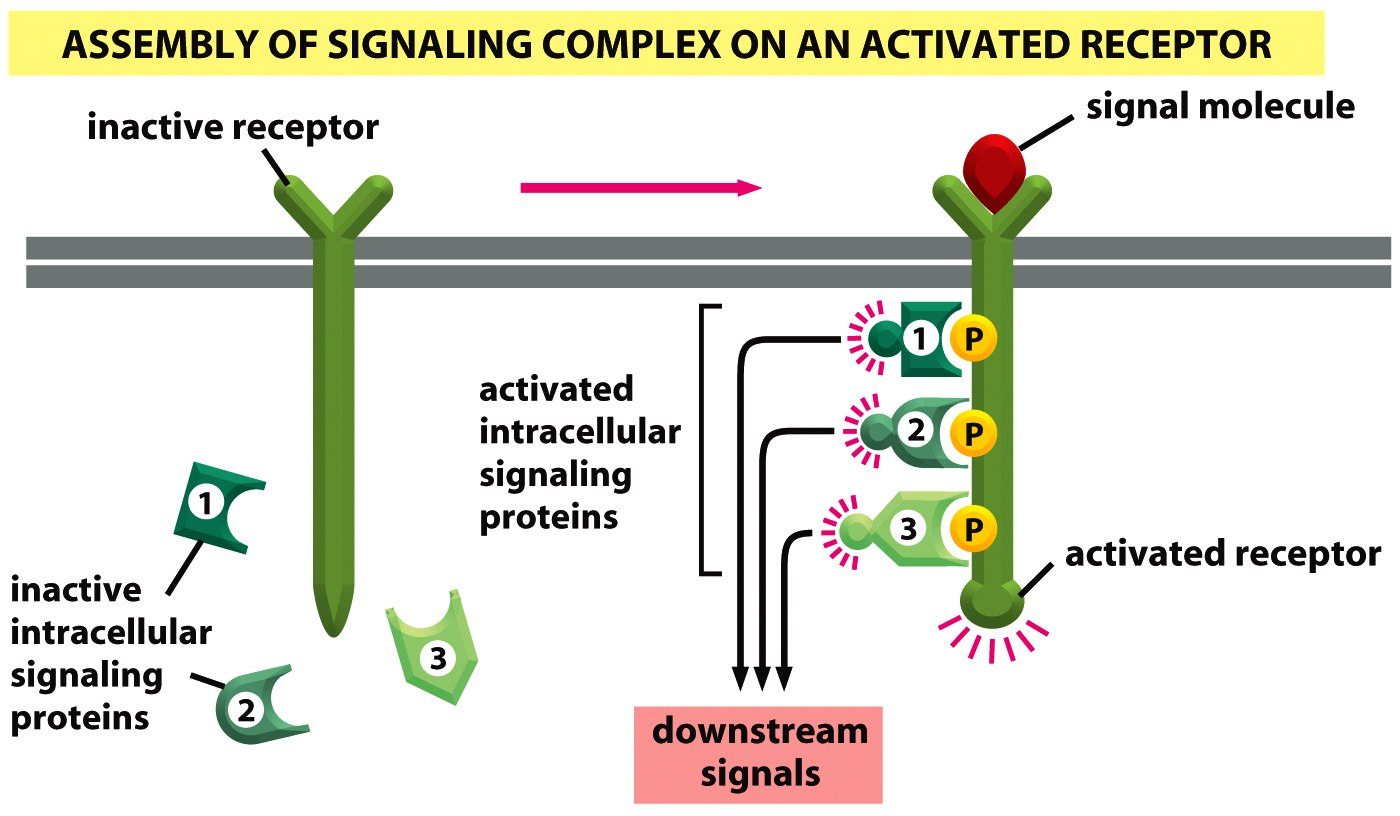 ASSEMBLY OF SIGNALING COMPLEX ON AN ACTIVATED RECEPTOR
inactive receptor
signal molecule
activated
intracellular
signaling
proteins
1
P
2
P
3
P
activated receptor
1
inactive
intracellular
signaling
proteins
2
3
downstream
signals